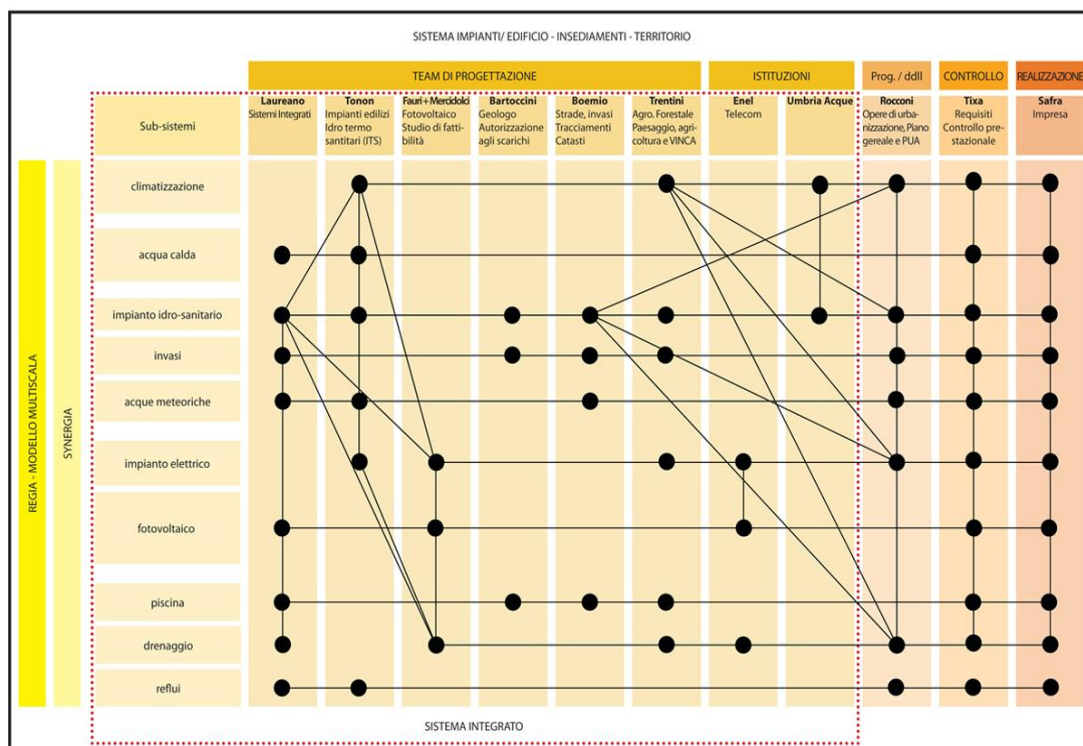 SISTEMA IMPIANTI/ EDIFICIO - INSEDIAMENTI - TERRITORIO
TEAM DI PROGETTAZIONE
ISTITUZIONI
Prog. / ddll
CONTROLLO
REALIZZAZIONE
Sub-sistemi
Laureano
Sistemi Integrati
Tonon
Impianti edilizi
Idro termo
santitari (ITS)
Fauri + Mercidolci
Fotovoltaico
Studio di fatti-
bilità
Bartoccini
Geologo
Autorizzazione
agli scarichi
Boemio
Strade, invasi
Tracciamenti
Catasti
Trentini
Agro. Forestale
Paesaggio, agri-
coltura e VINCA
Enel
Telecom
Umbria Acque
Rocconi
Opere di urba-
nizzazione, Piano
gereale e PUA
Tixa
Requisiti
Controllo pre-
stazionale
Safra
Impresa
REGIA - MODELLO MULTISCALA
SYNERGIA
climatizzazione
acqua calda
impianto idro-sanitario
invasi
acque meteoriche
impianto elettrico
fotovoltaico
piscina
drenaggio
reflui
SISTEMA INTEGRATO